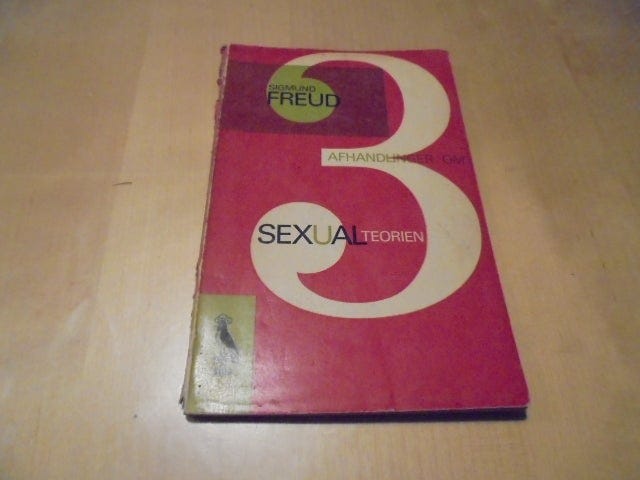 3
SIGMUND
FREUD
AFHANDLINGER OM
SEXUALTEORIEN